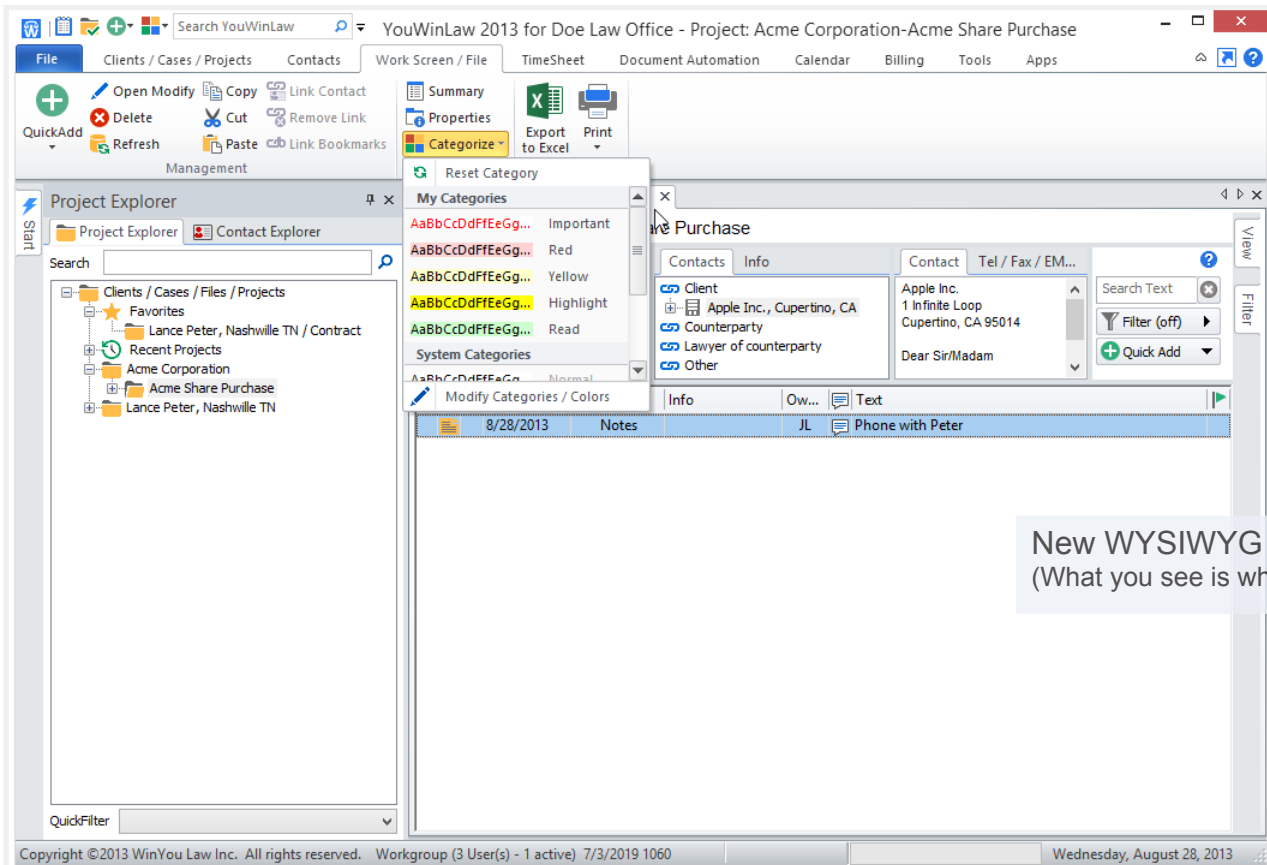 Search YouWinLaw
YouWinLaw 2013 for Doe Law Office - Project: Acme Corporation-Acme Share Purchase
File Clients / Cases / Projects Contacts Work Screen / File TimeSheet Document Automation Calendar Billing Tools Apps
QuickAdd
Open Modify Copy Link Contact
Delete Cut Remove Link
Refresh Paste Link Bookmarks
Management
Summary
Properties
Categorize
Export to Excel
Print
Reset Category
My Categories
AaBbCcDdFfEeGg... Important
AaBbCcDdFfEeGg... Red
AaBbCcDdFfEeGg... Yellow
AaBbCcDdFfEeGg... Highlight
AaBbCcDdFfEeGg... Read
System Categories
AaBbCcDdFfEeGg Normal
Modify Categories / Colors
Start
Project Explorer
Project Explorer Contact Explorer
Search
Clients / Cases / Files / Projects
Favorites
Lance Peter, Nashville TN / Contract
Recent Projects
Acme Corporation
Acme Share Purchase
Lance Peter, Nashville TN
QuickFilter
Purchase
Contacts Info
Client
Apple Inc., Cupertino, CA
Counterparty
Lawyer of counterparty
Other
Contact Tel / Fax / EM...
Apple Inc.
1 Infinite Loop
Cupertino, CA 95014
Dear Sir/Madam
Search Text
Filter (off)
Quick Add
View
Filter
Info Ow... Text
8/28/2013 Notes JL Phone with Peter
New WYSIWYG
(What you see is wh
Copyright ©2013 WinYou Law Inc. All rights reserved. Workgroup (3 User(s) - 1 active) 7/3/2019 1060 Wednesday, August 28, 2013